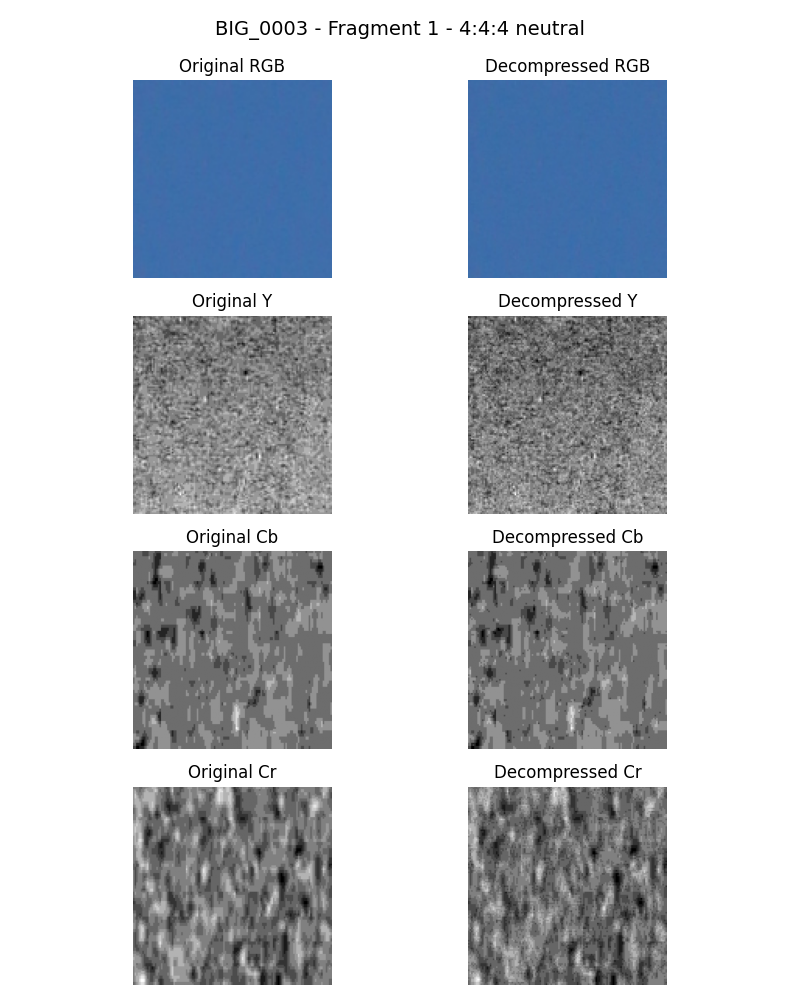 BIG_0003 - Fragment 1 - 4:4:4 neutral
Original RGB
Decompressed RGB
Original Y
Decompressed Y
Original Cb
Decompressed Cb
Original Cr
Decompressed Cr